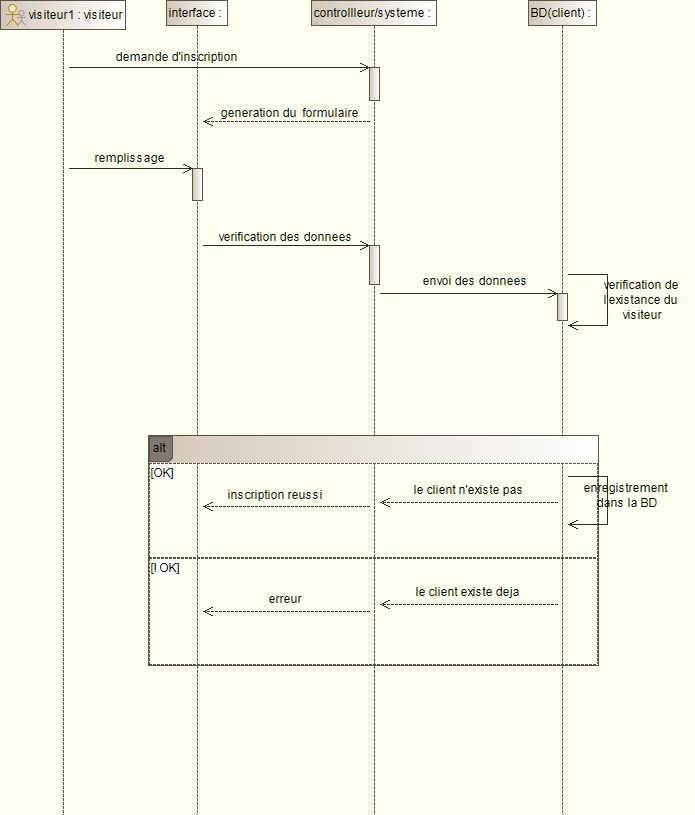 visiteur1 : visiteur
interface :
controllleur/systeme :
BD(client) :
demande d'inscription
generation du formulaire
remplissage
verification des donnees
envoi des donnees
verification de
l'existance du
visiteur
alt
[OK]
enregistrement
dans la BD
le client n'existe pas
inscription reussi
[! OK]
le client existe deja
erreur